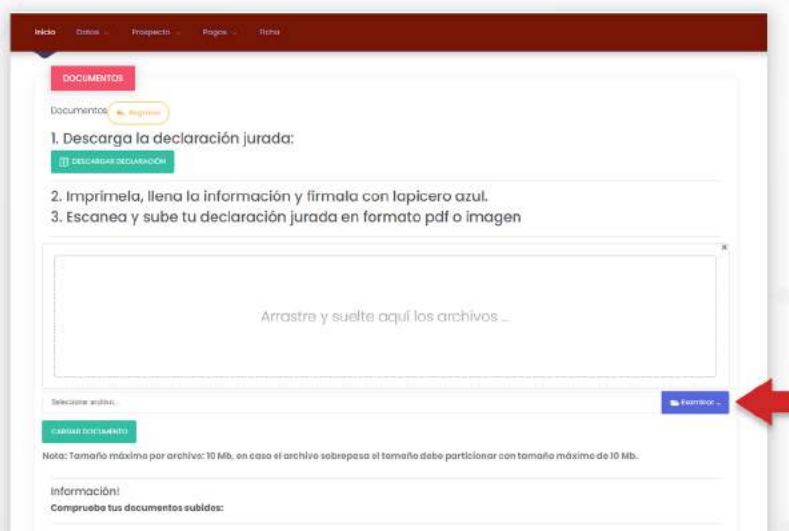 Inicio Datos Prospecto Pagos Ficha
DOCUMENTOS
Documentos Regresar
1. Descarga la declaración jurada:
DESCARGAR DECLARACIÓN
2. Imprímela, llena la información y fírmala con lapicero azul.
3. Escanea y sube tu declaración jurada en formato pdf o imagen
Arrastre y suelte aquí los archivos ...
Seleccionar archivo... Examinar ...
CARGAR DOCUMENTO
Nota: Tamaño máximo por archivo: 10 Mb, en caso el archivo sobrepasa el tamaño debe particionar con tamaño máximo de 10 Mb.
Información!
Comprueba tus documentos subidos: